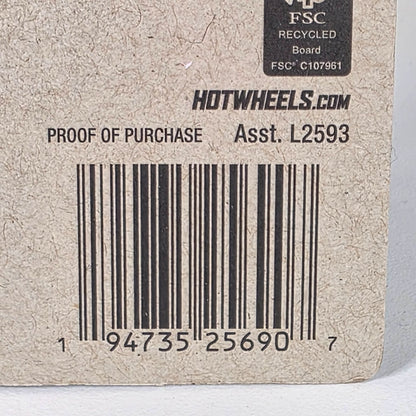 FSC
RECYCLED
Board
FSC® C107961
HOTWHEELS.COM
PROOF OF PURCHASE Asst. L2593
1 94735 25690 7